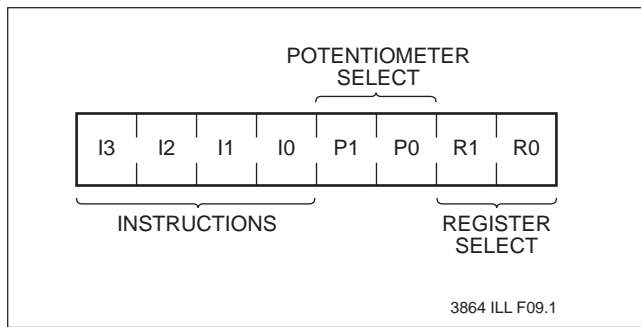 POTENTIOMETER
SELECT
I3 I2 I1 I0 P1 P0 R1 R0
INSTRUCTIONS
REGISTER
SELECT
3864 ILL F09.1